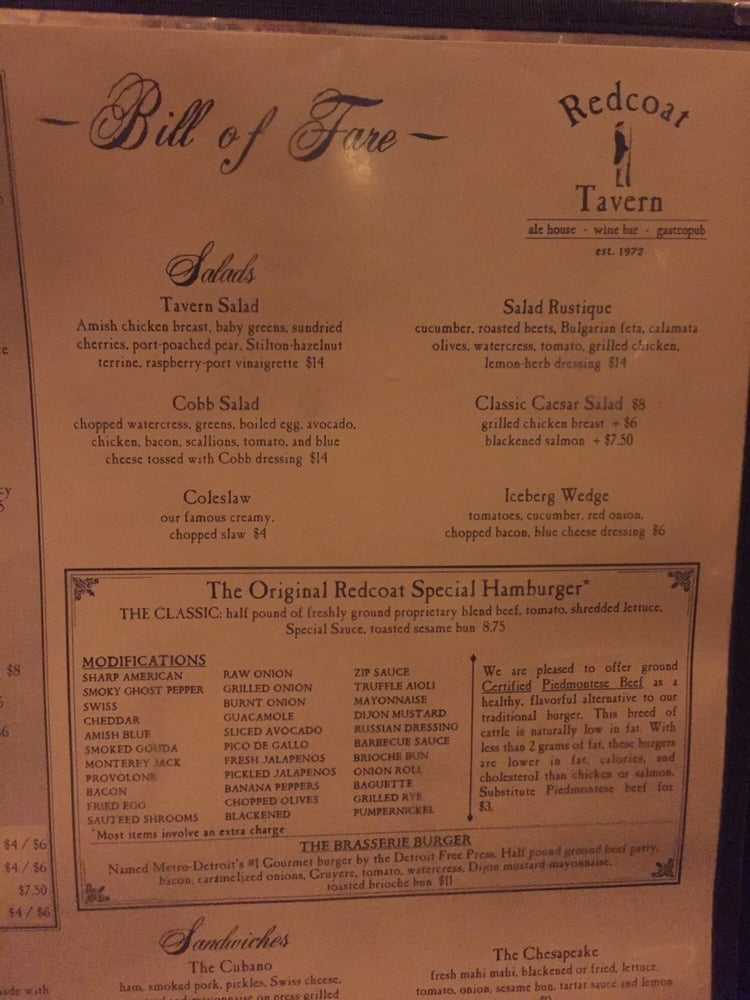 ~ Bill of Fare ~
Redcoat
Tavern
ale house - wine bar - gastropub
est. 1972
Salads
Tavern Salad
Amish chicken breast, baby greens, sundried
cherries, port-poached pear, Stilton-hazelnut
terrine, raspberry-port vinaigrette $14
Salad Rustique
cucumber, roasted beets, Bulgarian feta, calamata
olives, watercress, tomato, grilled chicken,
lemon-herb dressing $14
Cobb Salad
chopped watercress, greens, boiled egg, avocado,
chicken, bacon, scallions, tomato, and blue
cheese tossed with Cobb dressing $14
Classic Caesar Salad $8
grilled chicken breast + $6
blackened salmon + $7.50
Coleslaw
our famous creamy,
chopped slaw $4
Iceberg Wedge
tomatoes, cucumber, red onion,
chopped bacon, blue cheese dressing $6
The Original Redcoat Special Hamburger*
THE CLASSIC: half pound of freshly ground proprietary blend beef, tomato, shredded lettuce,
Special Sauce, toasted sesame bun 8.75
MODIFICATIONS
SHARP AMERICAN
SMOKY GHOST PEPPER
SWISS
CHEDDAR
AMISH BLUE
SMOKED GOUDA
MONTEREY JACK
PROVOLONE
BACON
FRIED EGG
SAUTEED SHROOMS
RAW ONION
GRILLED ONION
BURNT ONION
GUACAMOLE
SLICED AVOCADO
PICO DE GALLO
FRESH JALAPENOS
PICKLED JALAPENOS
BANANA PEPPERS
CHOPPED OLIVES
BLACKENED
ZIP SAUCE
TRUFFLE AIOLI
MAYONNAISE
DIJON MUSTARD
RUSSIAN DRESSING
BARBECUE SAUCE
BRIOCHE BUN
ONION ROLL
BAGUETTE
GRILLED RYE
PUMPERNICKEL
*Most items involve an extra charge
We are pleased to offer ground
Certified Piedmontese Beef as a
healthy, flavorful alternative to our
traditional burger. This breed of
cattle is naturally low in fat. With
less than 2 grams of fat, these burgers
are lower in fat, calories, and
cholesterol than chicken or salmon.
Substitute Piedmontese beef for
$3.
THE BRASSERIE BURGER
Named Metro-Detroit's #1 Gourmet burger by the Detroit Free Press. Half pound ground beef patty,
bacon, caramelized onions, Gruyere, tomato, watercress, Dijon mustard-mayonnaise,
toasted brioche bun $11
$8
$4 / $6
$4 / $6
$7.50
$4 / $6
Sandwiches
The Cubano
ham, smoked pork, pickles, Swiss cheese,
mayonnaise on press-grilled
The Chesapeake
fresh mahi mahi, blackened or fried, lettuce,
tomato, onion, sesame bun, tartar sauce and lemon